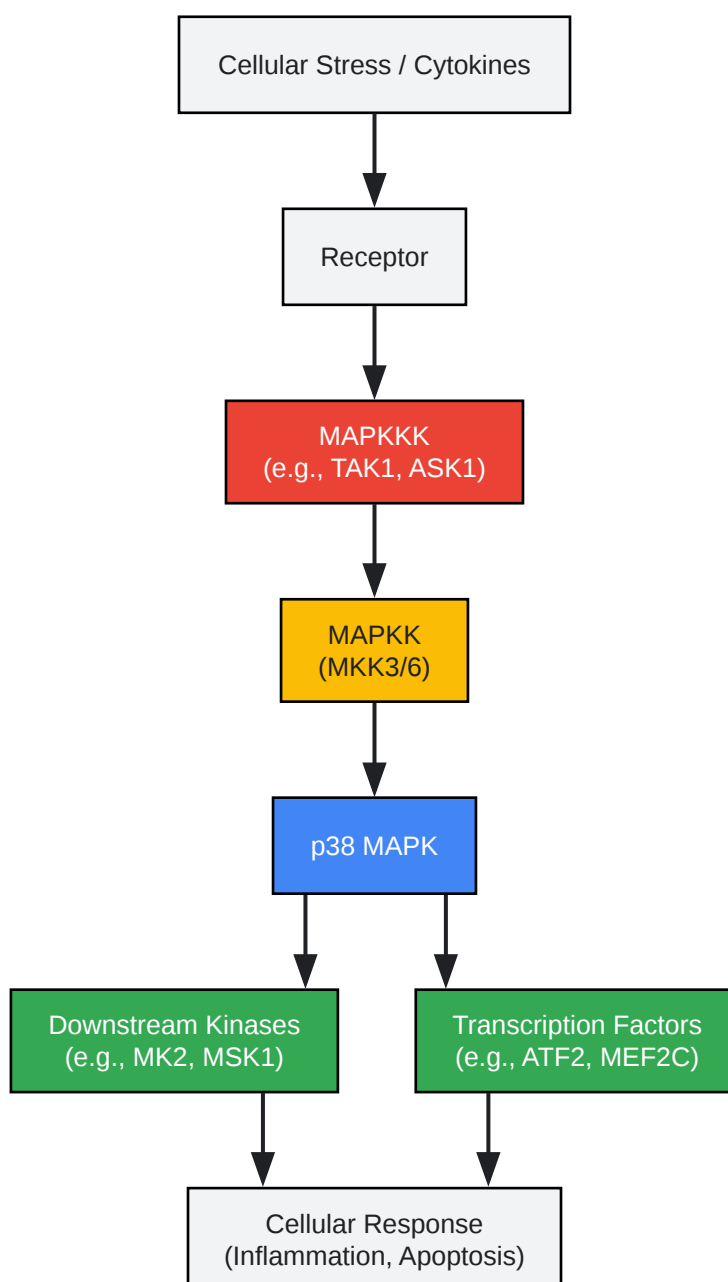 Cellular Stress / Cytokines
Receptor
MAPKKK
(e.g., TAK1, ASK1)
MAPKK
(MKK3/6)
p38 MAPK
Downstream Kinases
(e.g., MK2, MSK1)
Transcription Factors
(e.g., ATF2, MEF2C)
Cellular Response
(Inflammation, Apoptosis)